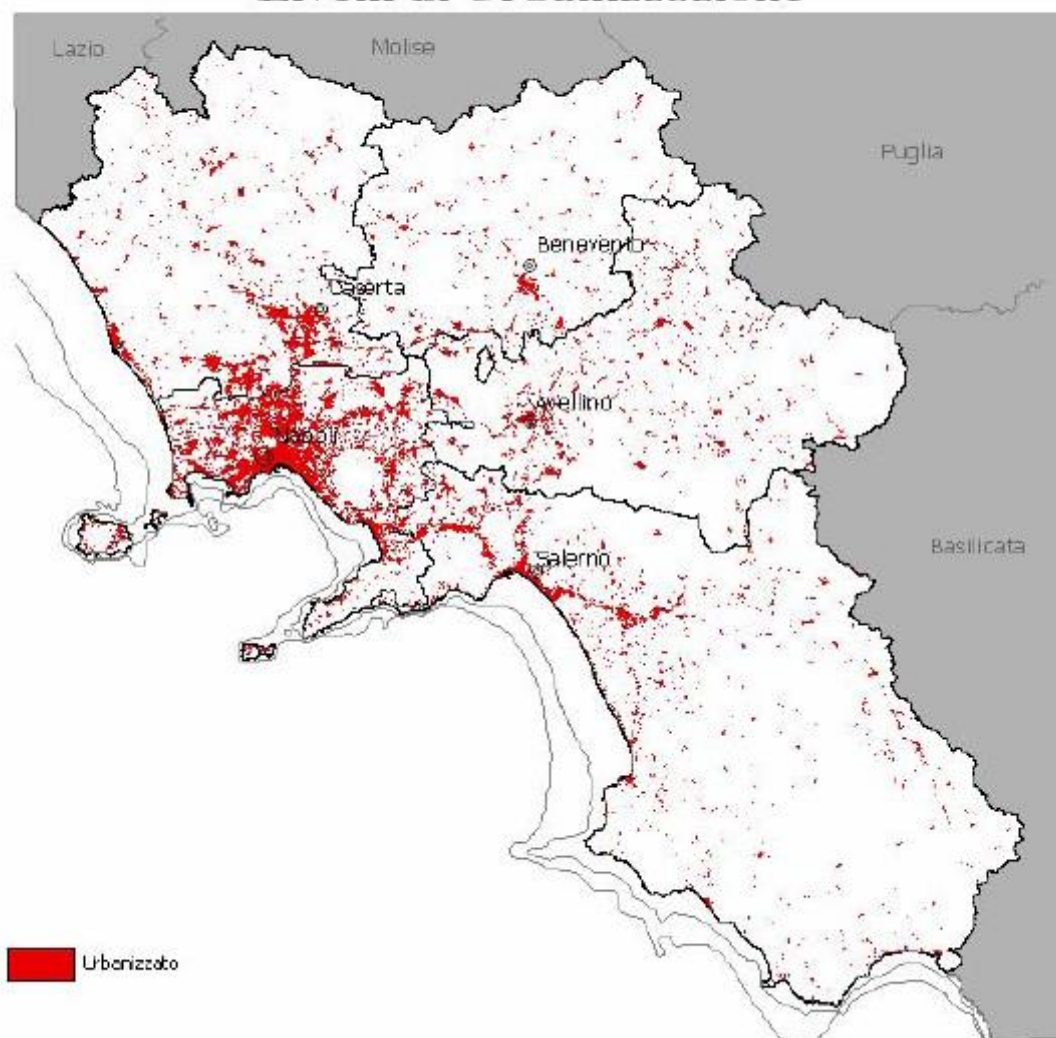 Lazio
Molise
Puglia
Benevento
Caserta
Avellino
Napoli
Basilicata
Salerno
Urbanizzato